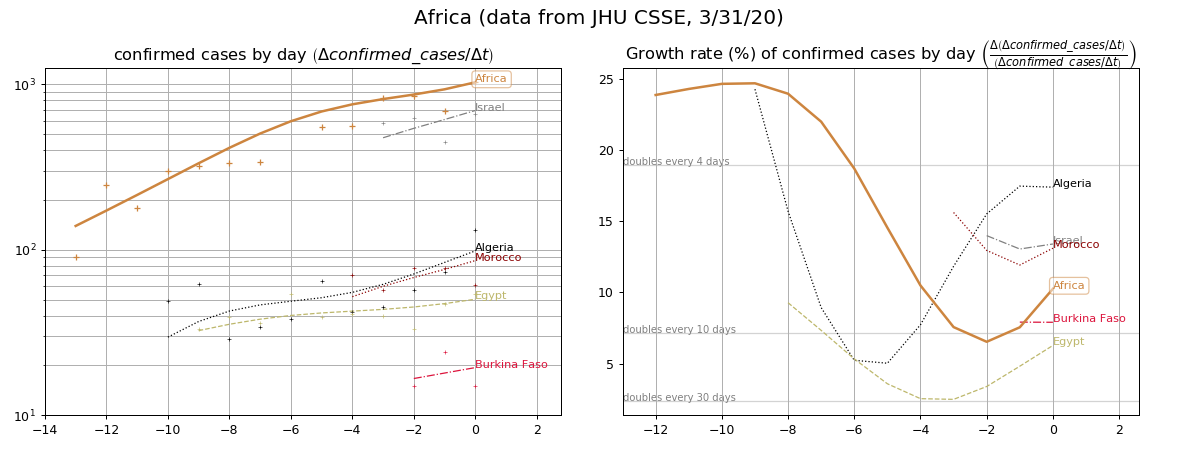 Africa (data from JHU CSSE, 3/31/20)
confirmed cases by day (Δconfirmed_cases/Δt)
10³
10²
10¹
Africa
Israel
Algeria
Morocco
Egypt
Burkina Faso
−14 −12 −10 −8 −6 −4 −2 0 2
Growth rate (%) of confirmed cases by day (Δ(Δconfirmed_cases/Δt)/(Δconfirmed_cases/Δt))
25
20
15
10
5
doubles every 4 days
doubles every 10 days
doubles every 30 days
Algeria
Israel
Morocco
Africa
Burkina Faso
Egypt
−12 −10 −8 −6 −4 −2 0 2